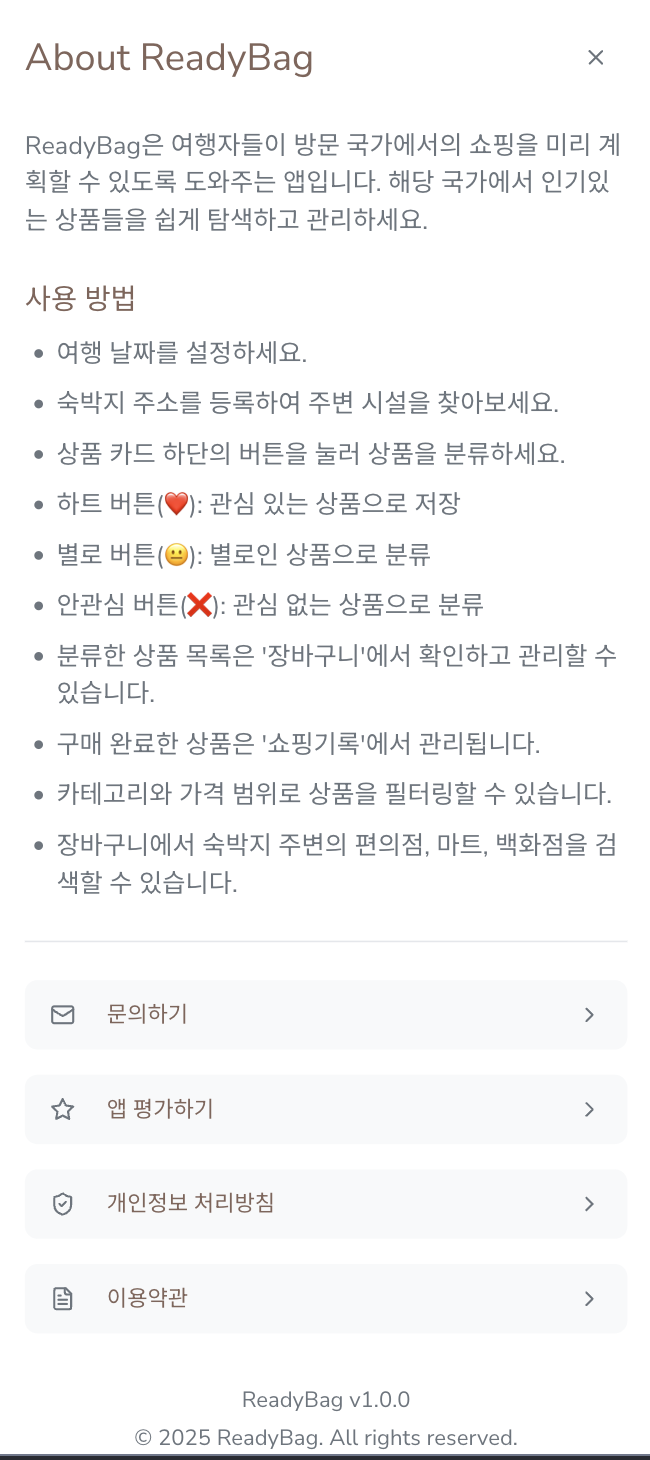 About ReadyBag
ReadyBag은 여행자들이 방문 국가에서의 쇼핑을 미리 계
획할 수 있도록 도와주는 앱입니다. 해당 국가에서 인기있
는 상품들을 쉽게 탐색하고 관리하세요.
사용 방법
• 여행 날짜를 설정하세요.
• 숙박지 주소를 등록하여 주변 시설을 찾아보세요.
• 상품 카드 하단의 버튼을 눌러 상품을 분류하세요.
• 하트 버튼(❤️): 관심 있는 상품으로 저장
• 별로 버튼(😐): 별로인 상품으로 분류
• 안관심 버튼(❌): 관심 없는 상품으로 분류
• 분류한 상품 목록은 '장바구니'에서 확인하고 관리할 수
있습니다.
• 구매 완료한 상품은 '쇼핑기록'에서 관리됩니다.
• 카테고리와 가격 범위로 상품을 필터링할 수 있습니다.
• 장바구니에서 숙박지 주변의 편의점, 마트, 백화점을 검
색할 수 있습니다.
문의하기
앱 평가하기
개인정보 처리방침
이용약관
ReadyBag v1.0.0
© 2025 ReadyBag. All rights reserved.